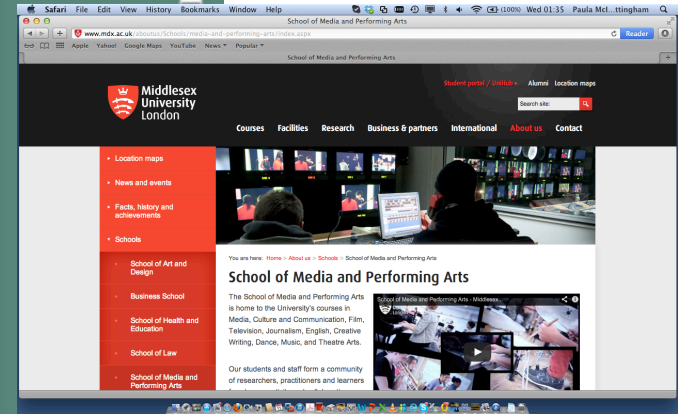 Safari File Edit View History Bookmarks Window Help (100%) Wed 01:35 Paula McI...ttingham
School of Media and Performing Arts
www.mdx.ac.uk/aboutus/Schools/media-and-performing-arts/index.aspx Reader
Apple Yahoo! Google Maps YouTube News Popular
School of Media and Performing Arts
Middlesex
University
London
Student portal / UniHub Alumni Location maps
Search site:
Courses Facilities Research Business & partners International About us Contact
Location maps
News and events
Facts, history and
achievements
Schools
School of Art and
Design
Business School
School of Health and
Education
School of Law
School of Media and
Performing Arts
You are here: Home > About us > Schools > School of Media and Performing Arts
School of Media and Performing Arts
The School of Media and Performing Arts
is home to the University's courses in
Media, Culture and Communication, Film,
Television, Journalism, English, Creative
Writing, Dance, Music, and Theatre Arts.
Our students and staff form a community
of researchers, practitioners and learners
School of Media and Performing Arts - Middlesex...